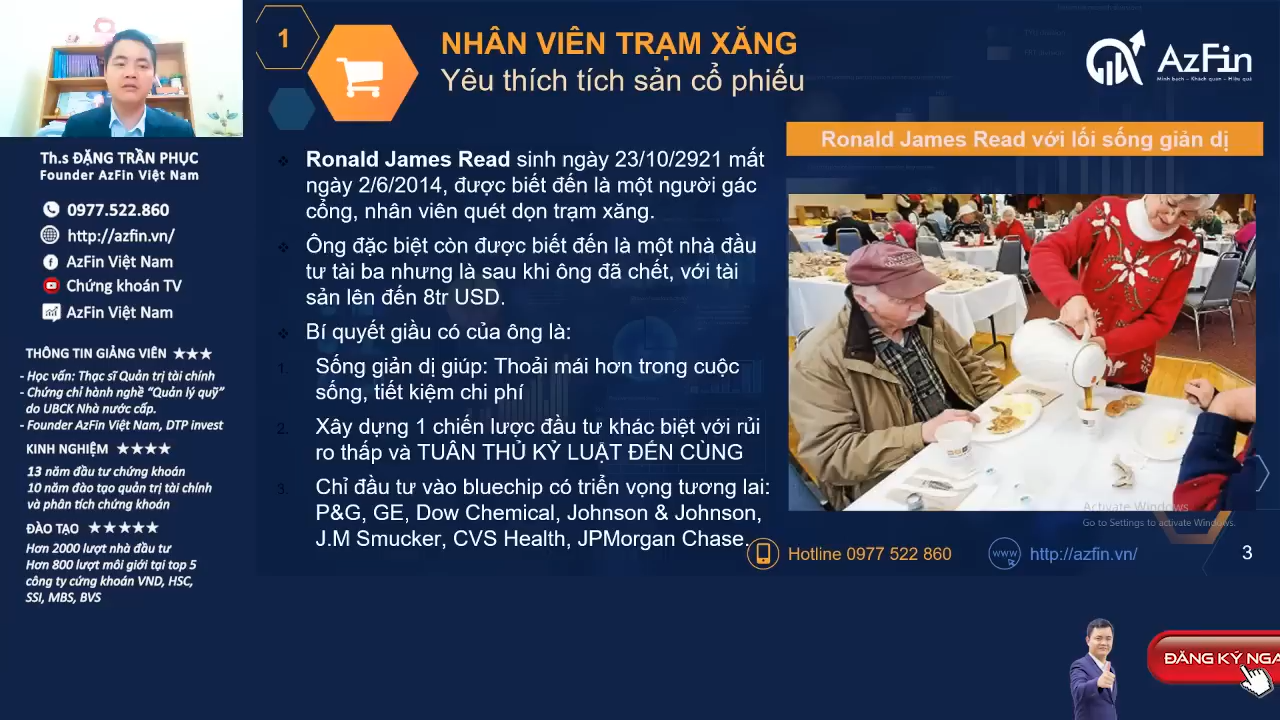 1
NHÂN VIÊN TRẠM XĂNG
Yêu thích tích sản cổ phiếu
AzFin
Minh bạch – Khách quan – Hiệu quả
Th.s ĐẶNG TRẦN PHỤC
Founder AzFin Việt Nam
0977.522.860
http://azfin.vn/
AzFin Việt Nam
Chứng khoán TV
AzFin Việt Nam
THÔNG TIN GIẢNG VIÊN ★★★
- Học vấn: Thạc sĩ Quản trị tài chính
- Chứng chỉ hành nghề “Quản lý quỹ”
do UBCK Nhà nước cấp.
- Founder AzFin Việt Nam, DTP invest
KINH NGHIỆM ★★★★
13 năm đầu tư chứng khoán
10 năm đào tạo quản trị tài chính
và phân tích chứng khoán
ĐÀO TẠO ★★★★★
Hơn 2000 lượt nhà đầu tư
Hơn 800 lượt môi giới tại top 5
công ty cứng khoán VND, HSC,
SSI, MBS, BVS
Ronald James Read sinh ngày 23/10/2921 mất
ngày 2/6/2014, được biết đến là một người gác
cổng, nhân viên quét dọn trạm xăng.
Ông đặc biệt còn được biết đến là một nhà đầu
tư tài ba nhưng là sau khi ông đã chết, với tài
sản lên đến 8tr USD.
Bí quyết giầu có của ông là:
1. Sống giản dị giúp: Thoải mái hơn trong cuộc
sống, tiết kiệm chi phí
2. Xây dựng 1 chiến lược đầu tư khác biệt với rủi
ro thấp và TUÂN THỦ KỶ LUẬT ĐẾN CÙNG
3. Chỉ đầu tư vào bluechip có triển vọng tương lai:
P&G, GE, Dow Chemical, Johnson & Johnson,
J.M Smucker, CVS Health, JPMorgan Chase.
Ronald James Read với lối sống giản dị
Activate Windows
Go to Settings to activate Windows.
Hotline 0977 522 860
www
http://azfin.vn/
3
ĐĂNG KÝ NGA